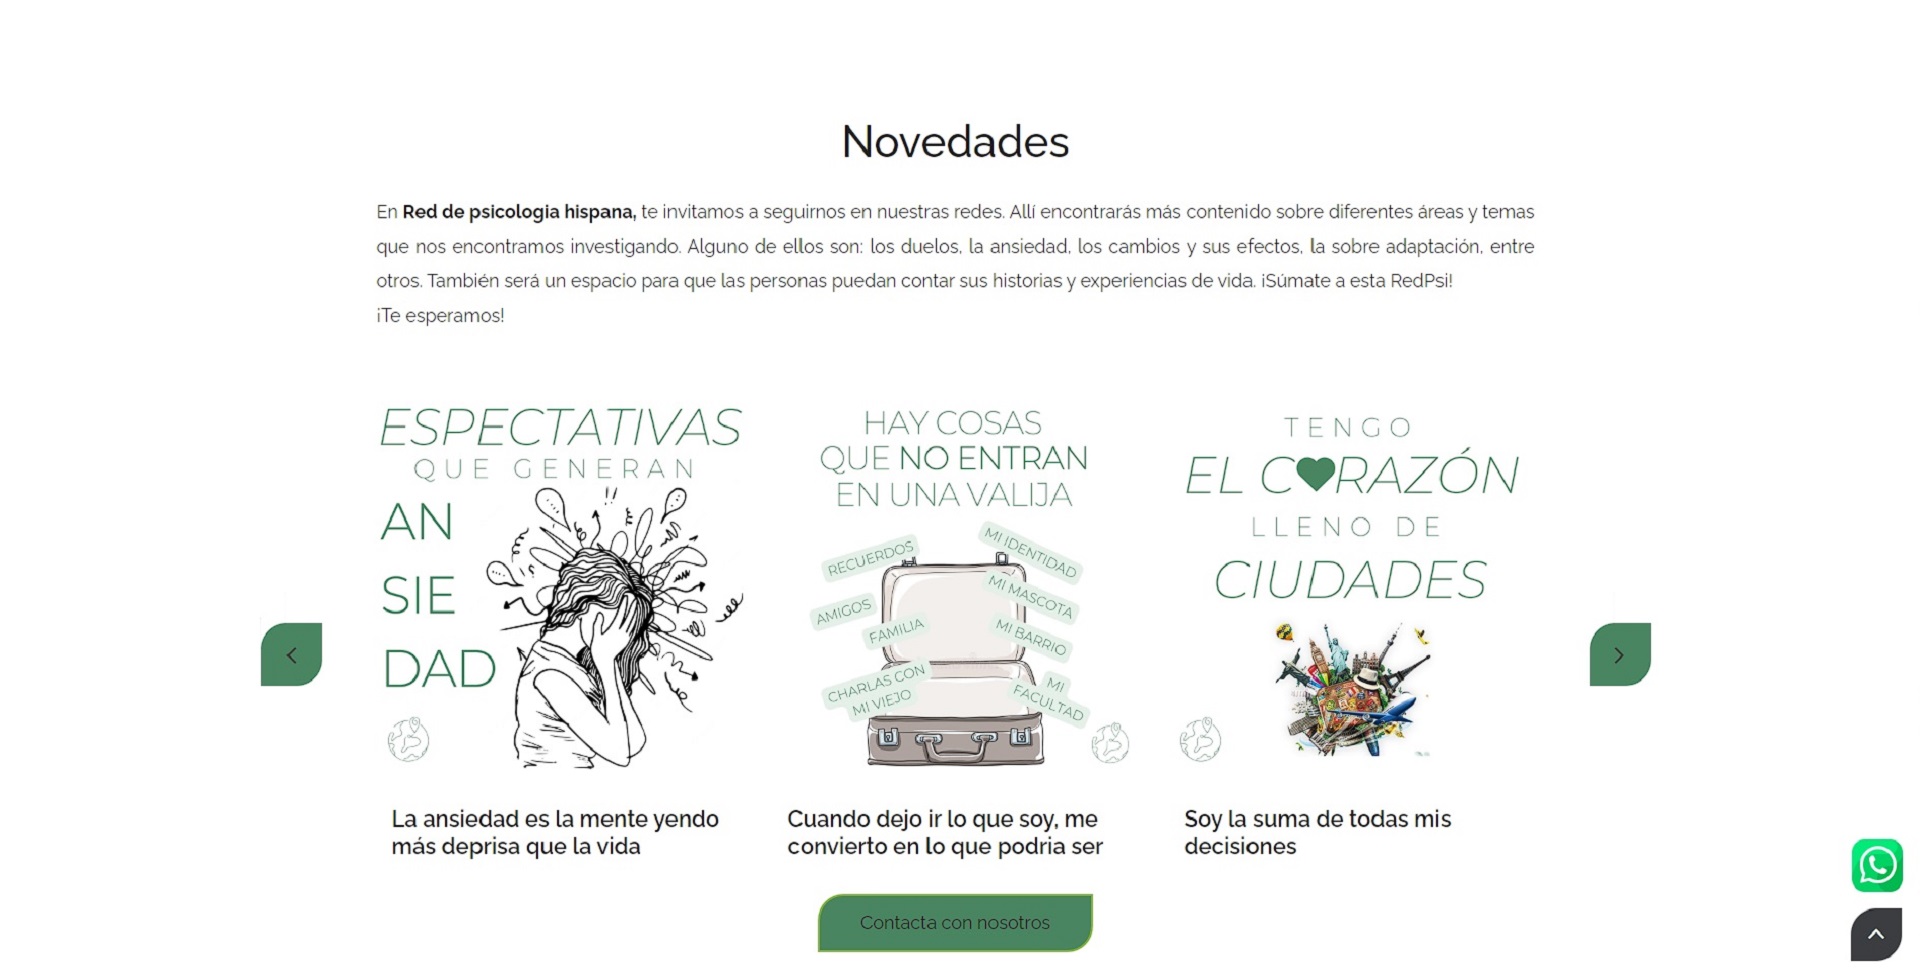 Novedades
En Red de psicologia hispana, te invitamos a seguirnos en nuestras redes. Allí encontrarás más contenido sobre diferentes áreas y temas
que nos encontramos investigando. Alguno de ellos son: los duelos, la ansiedad, los cambios y sus efectos, la sobre adaptación, entre
otros. También será un espacio para que las personas puedan contar sus historias y experiencias de vida. ¡Súmate a esta RedPsi!
¡Te esperamos!
ESPECTATIVAS
QUE GENERAN
AN
SIE
DAD
HAY COSAS
QUE NO ENTRAN
EN UNA VALIJA
RECUERDOS
MI IDENTIDAD
MI MASCOTA
AMIGOS
FAMILIA
MI BARRIO
CHARLAS CON
MI VIEJO
MI
FACULTAD
TENGO
EL CORAZÓN
LLENO DE
CIUDADES
La ansiedad es la mente yendo
más deprisa que la vida
Cuando dejo ir lo que soy, me
convierto en lo que podria ser
Soy la suma de todas mis
decisiones
Contacta con nosotros